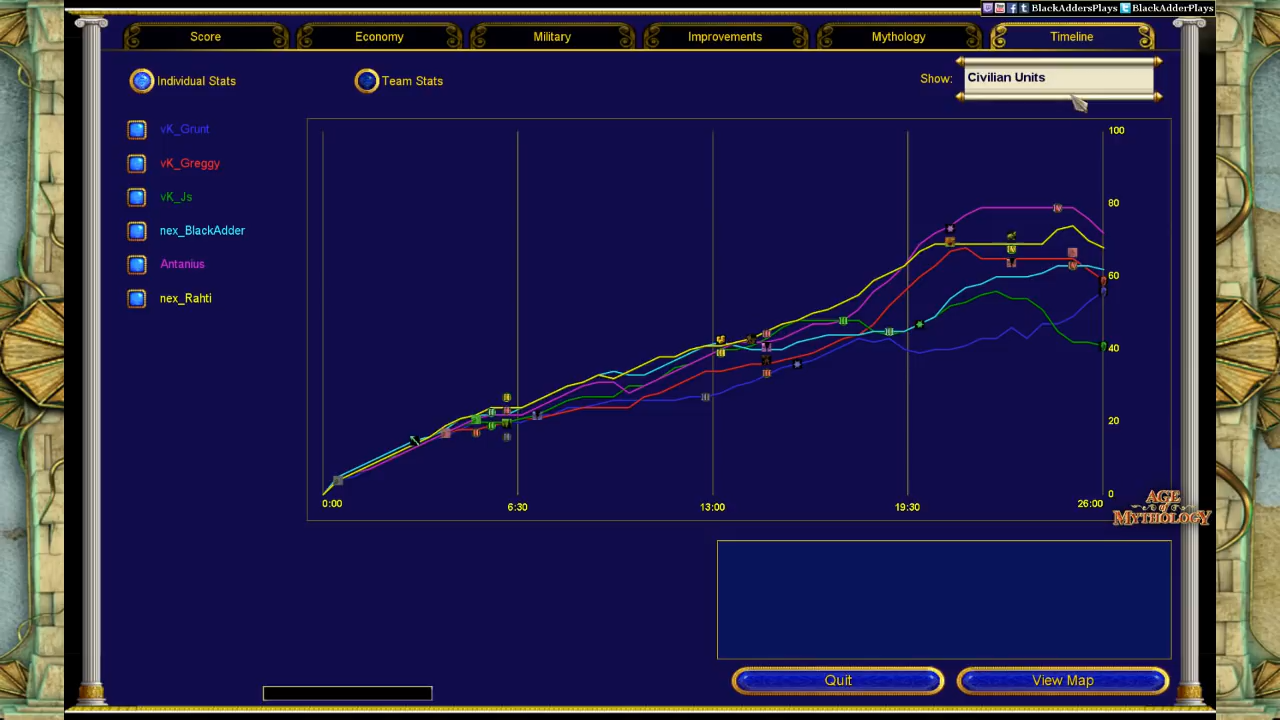 BlackAddersPlays BlackAdderPlays
Score Economy Military Improvements Mythology Timeline
Individual Stats Team Stats Show: Civilian Units
vK_Grunt
vK_Greggy
vK_Js
nex_BlackAdder
Antanius
nex_Rahti
100
80
60
40
20
0
0:00 6:30 13:00 19:30 26:00
AGE
of
MYTHOLOGY
Quit View Map